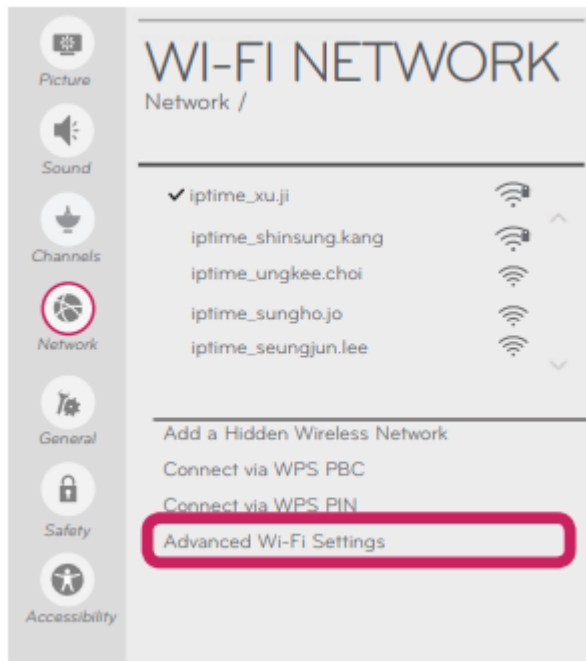 Picture
Sound
Channels
Network
General
Safety
Accessibility
WI-FI NETWORK
Network /
iptime_xu.ji
iptime_shinsung.kang
iptime_ungkee.choi
iptime_sungho.jo
iptime_seungjun.lee
Add a Hidden Wireless Network
Connect via WPS PBC
Connect via WPS PIN
Advanced Wi-Fi Settings